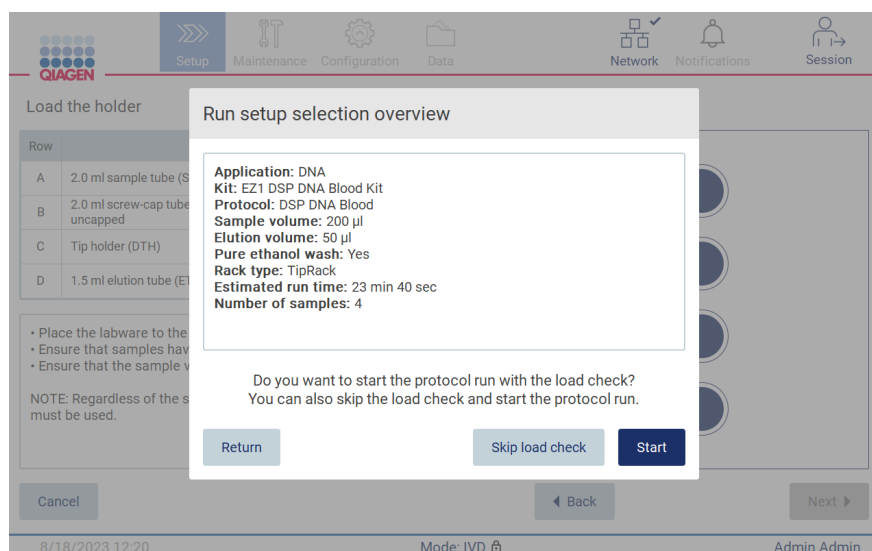 QIAGEN
Setup
Maintenance
Configuration
Data
Network
Notifications
Session
Load the holder
Run setup selection overview
Row
A 2.0 ml sample tube (S
B 2.0 ml screw-cap tube
uncapped
C Tip holder (DTH)
D 1.5 ml elution tube (ET
Application: DNA
Kit: EZ1 DSP DNA Blood Kit
Protocol: DSP DNA Blood
Sample volume: 200 µl
Elution volume: 50 µl
Pure ethanol wash: Yes
Rack type: TipRack
Estimated run time: 23 min 40 sec
Number of samples: 4
• Place the labware to the
• Ensure that samples hav
• Ensure that the sample v
NOTE: Regardless of the s
must be used.
Do you want to start the protocol run with the load check?
You can also skip the load check and start the protocol run.
Return
Skip load check
Start
Cancel
Back
Next
8/18/2023 12:20
Mode: IVD
Admin Admin